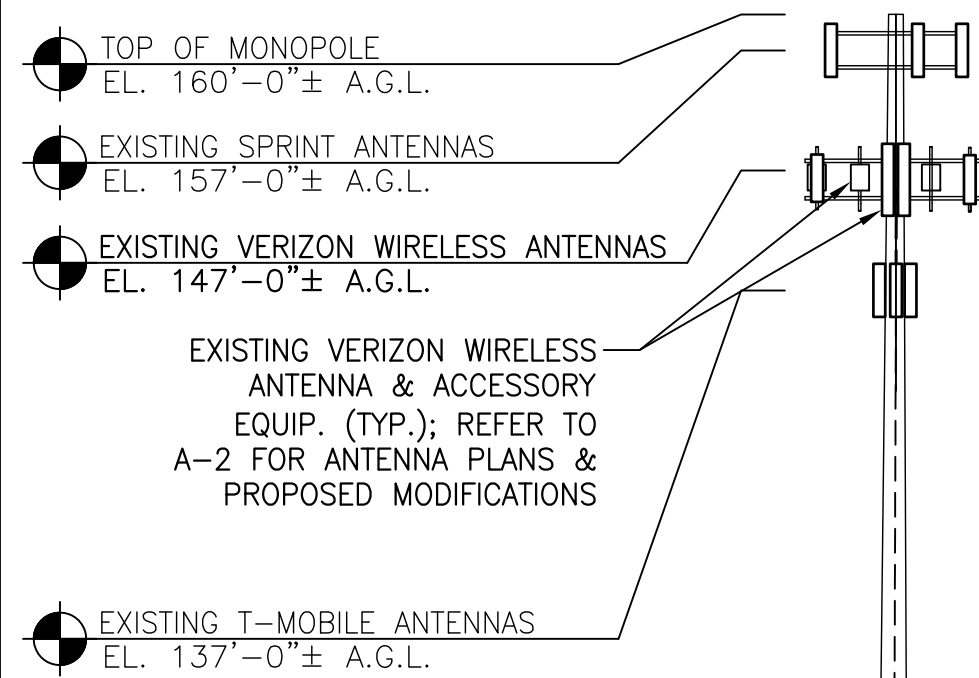 TOP OF MONOPOLE
EL. 160'-0"± A.G.L.
EXISTING SPRINT ANTENNAS
EL. 157'-0"± A.G.L.
EXISTING VERIZON WIRELESS ANTENNAS
EL. 147'-0"± A.G.L.
EXISTING VERIZON WIRELESS
ANTENNA & ACCESSORY
EQUIP. (TYP.); REFER TO
A-2 FOR ANTENNA PLANS &
PROPOSED MODIFICATIONS
EXISTING T-MOBILE ANTENNAS
EL. 137'-0"± A.G.L.